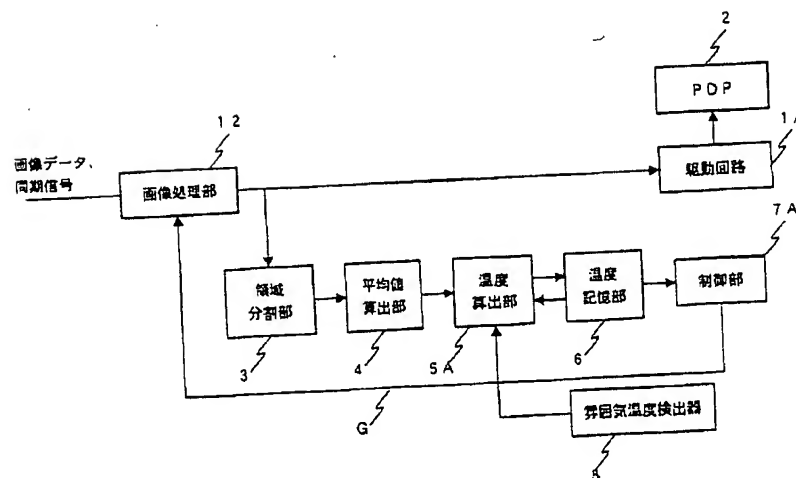 2
PDP
12
画像データ、
同期信号
画像処理部
駆動回路
7A
領域
分割部
平均値
算出部
温度
算出部
温度
記憶部
制御部
3
4
5A
6
G
雰囲気温度検出器